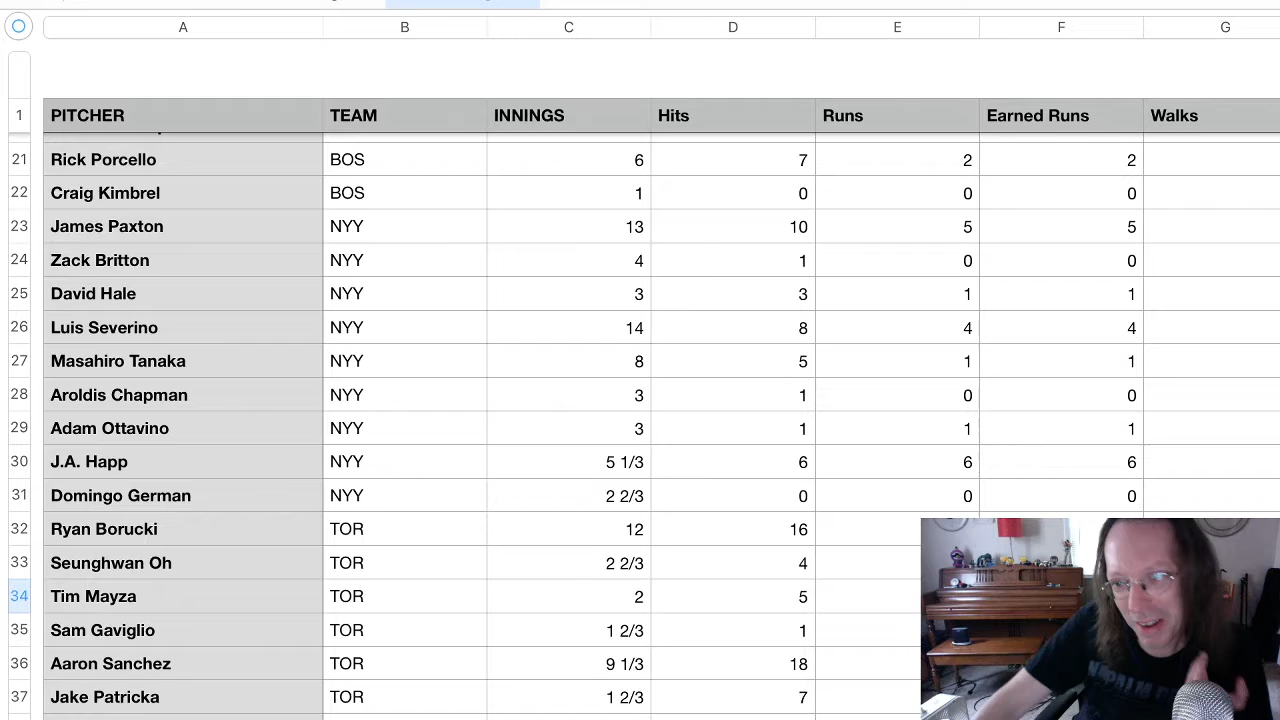 A B C D E F G
1 PITCHER TEAM INNINGS Hits Runs Earned Runs Walks
21 Rick Porcello BOS 6 7 2 2
22 Craig Kimbrel BOS 1 0 0 0
23 James Paxton NYY 13 10 5 5
24 Zack Britton NYY 4 1 0 0
25 David Hale NYY 3 3 1 1
26 Luis Severino NYY 14 8 4 4
27 Masahiro Tanaka NYY 8 5 1 1
28 Aroldis Chapman NYY 3 1 0 0
29 Adam Ottavino NYY 3 1 1 1
30 J.A. Happ NYY 5 1/3 6 6 6
31 Domingo German NYY 2 2/3 0 0 0
32 Ryan Borucki TOR 12 16
33 Seunghwan Oh TOR 2 2/3 4
34 Tim Mayza TOR 2 5
35 Sam Gaviglio TOR 1 2/3 1
36 Aaron Sanchez TOR 9 1/3 18
37 Jake Patricka TOR 1 2/3 7